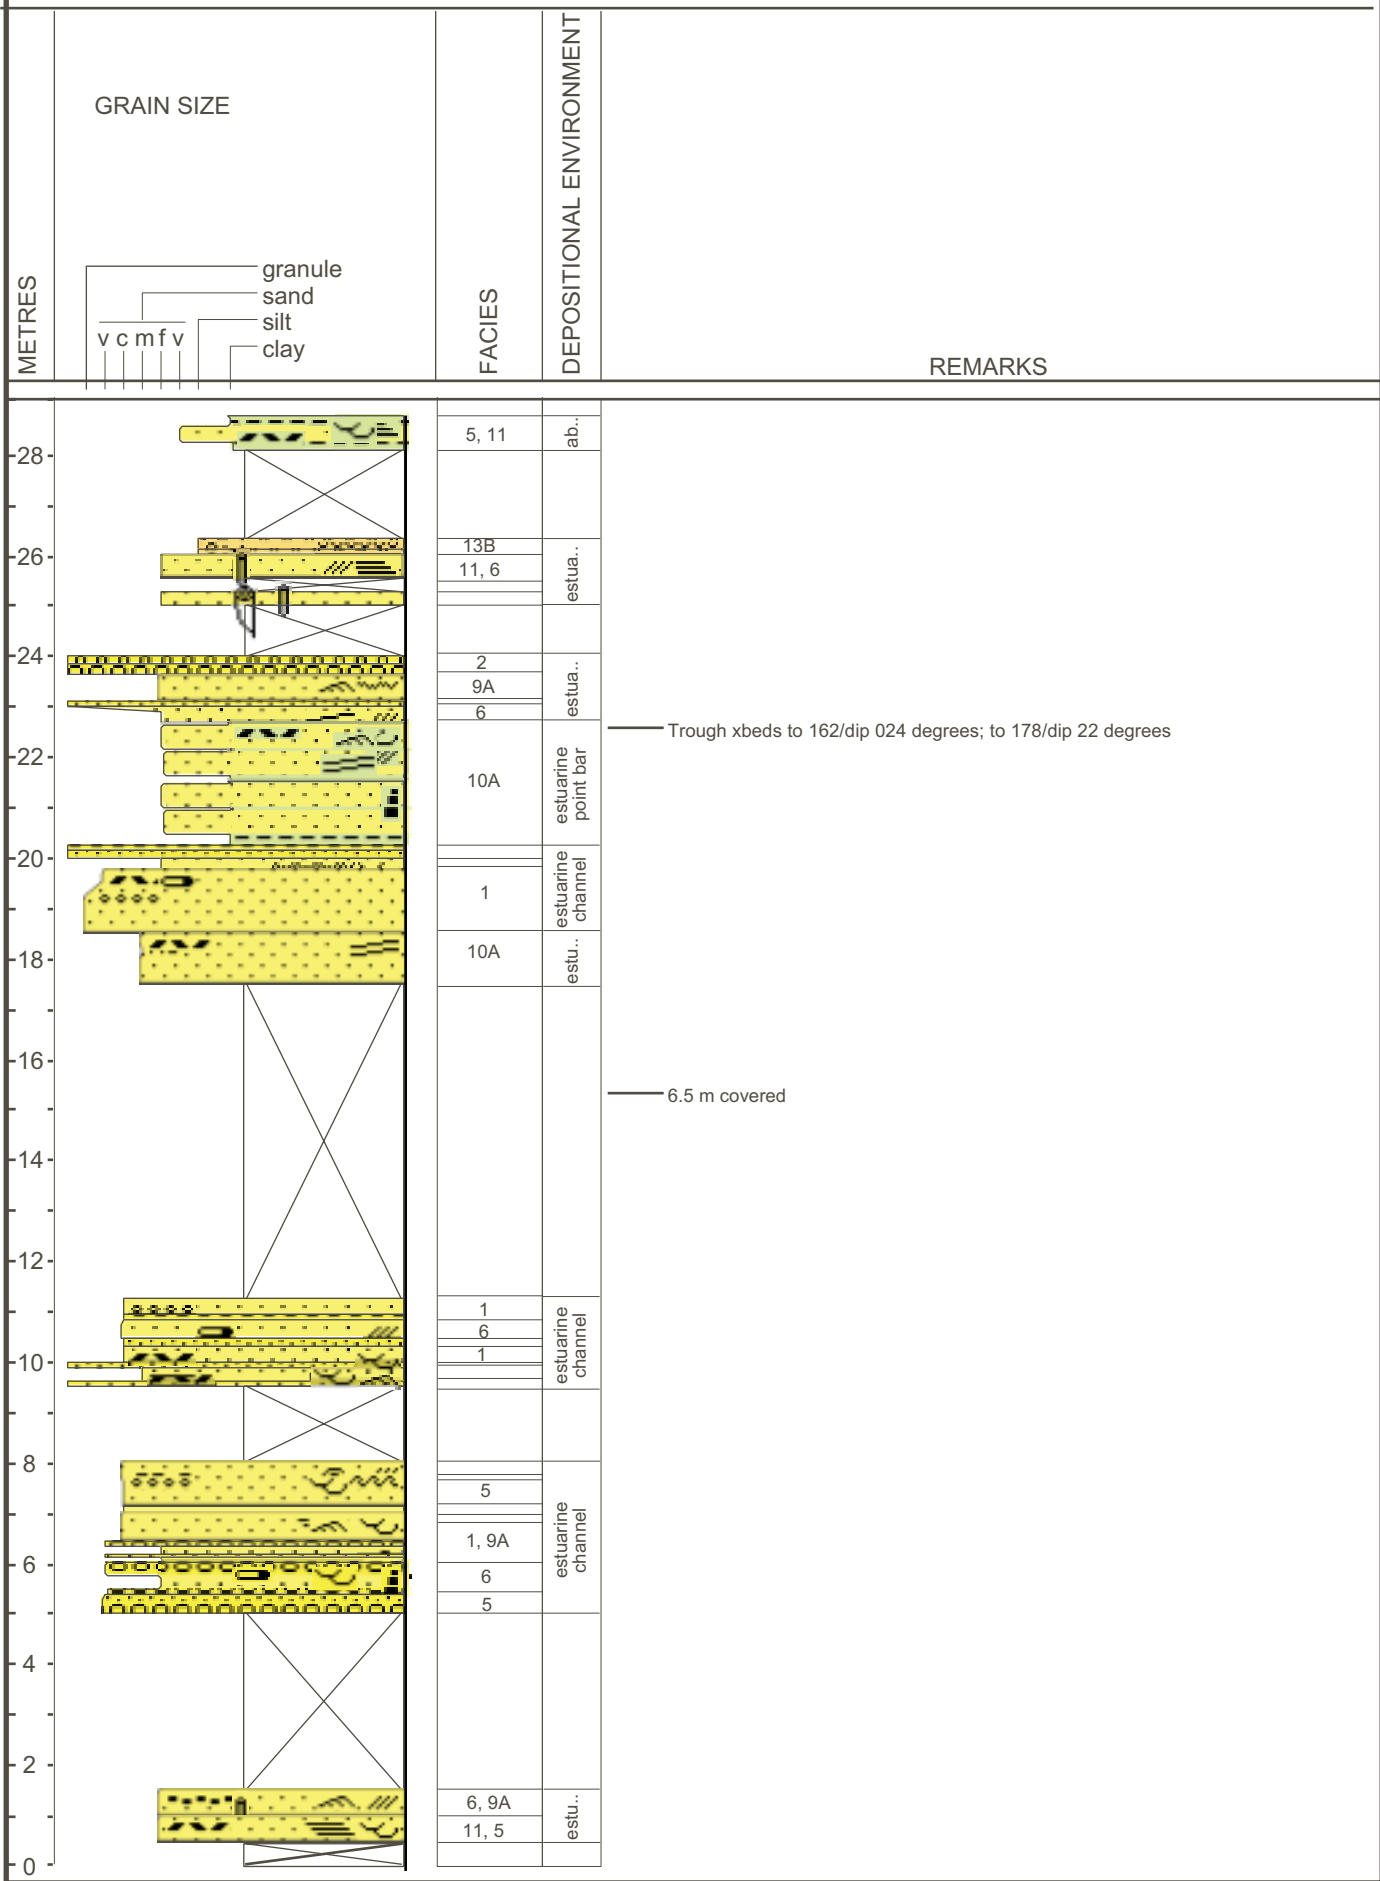 GRAIN SIZE
granule
sand
silt
clay
v c m f v
METRES
FACIES
DEPOSITIONAL ENVIRONMENT
REMARKS
5, 11
ab..
28
13B
26
11, 6
estua..
24
2
9A
estua..
6
Trough xbeds to 162/dip 024 degrees; to 178/dip 22 degrees
22
10A
estuarine
point bar
20
1
estuarine
channel
18
10A
estu..
16
6.5 m covered
14
12
1
6
estuarine
channel
10
1
8
5
estuarine
channel
1, 9A
6
6
5
4
2
6, 9A
estu..
11, 5
0